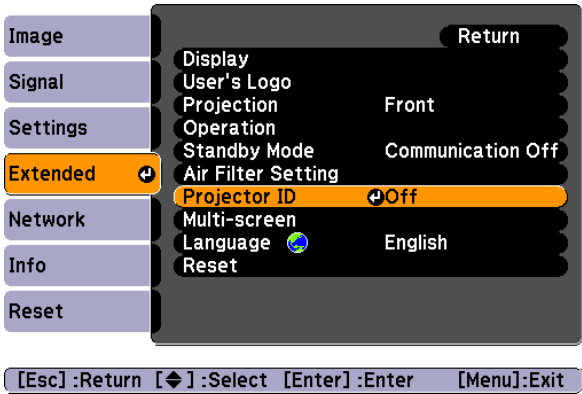 Image
Signal
Settings
Extended
Network
Info
Reset
Return
Display
User's Logo
Projection Front
Operation
Standby Mode Communication Off
Air Filter Setting
Projector ID Off
Multi-screen
Language English
Reset
[Esc] :Return [◆] :Select [Enter] :Enter [Menu]:Exit